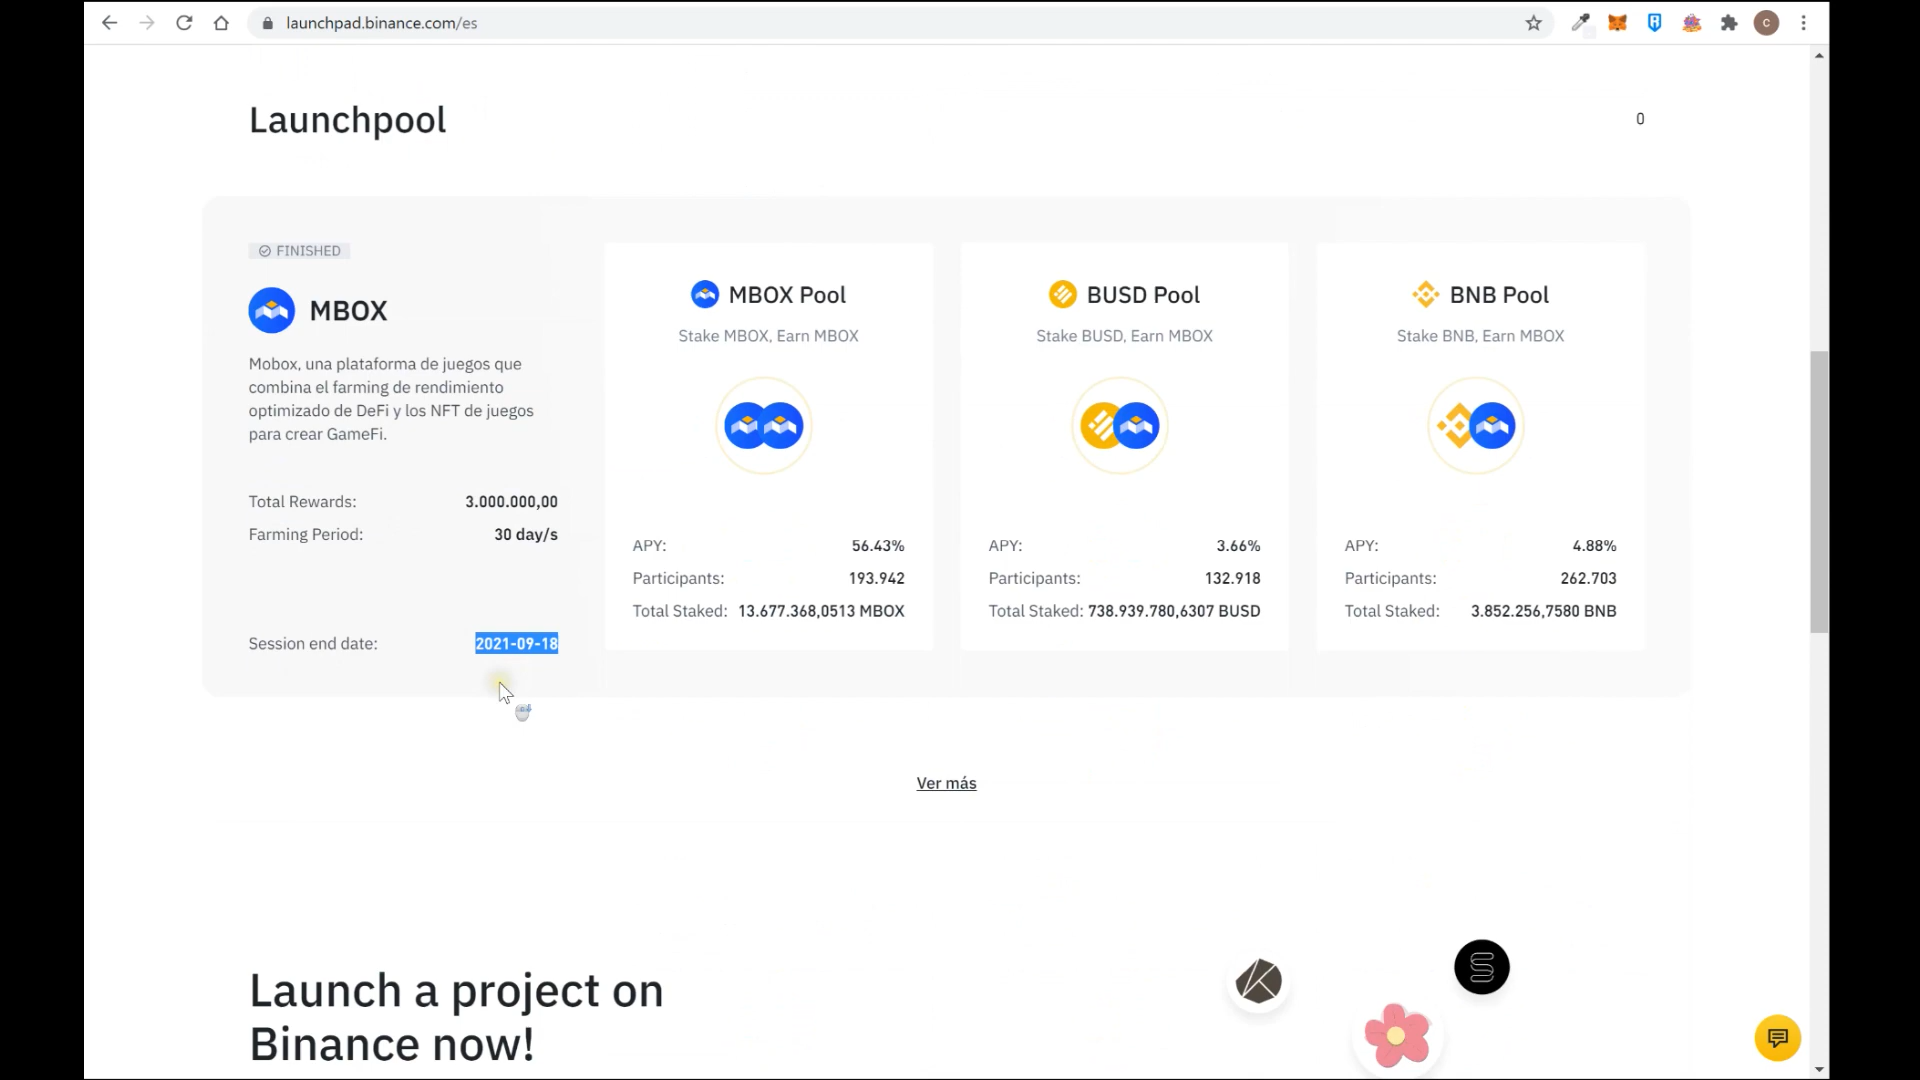 launchpad.binance.com/es
C
Launchpool
0
FINISHED
MBOX
Mobox, una plataforma de juegos que
combina el farming de rendimiento
optimizado de DeFi y los NFT de juegos
para crear GameFi.
Total Rewards: 3.000.000,00
Farming Period: 30 day/s
Session end date: 2021-09-18
MBOX Pool
Stake MBOX, Earn MBOX
APY: 56.43%
Participants: 193.942
Total Staked: 13.677.368,0513 MBOX
BUSD Pool
Stake BUSD, Earn MBOX
APY: 3.66%
Participants: 132.918
Total Staked: 738.939.780,6307 BUSD
BNB Pool
Stake BNB, Earn MBOX
APY: 4.88%
Participants: 262.703
Total Staked: 3.852.256,7580 BNB
Ver más
Launch a project on
Binance now!